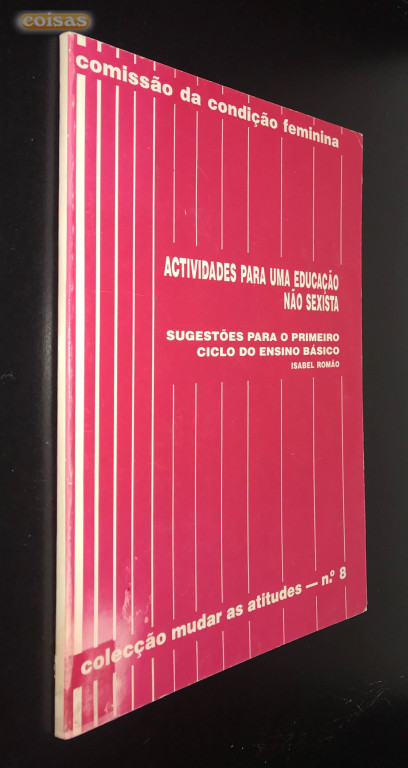 coisas
comissão da condição feminina
ACTIVIDADES PARA UMA EDUCAÇÃO
NÃO SEXISTA
SUGESTÕES PARA O PRIMEIRO
CICLO DO ENSINO BÁSICO
ISABEL ROMÃO
colecção mudar as atitudes — n.º 8